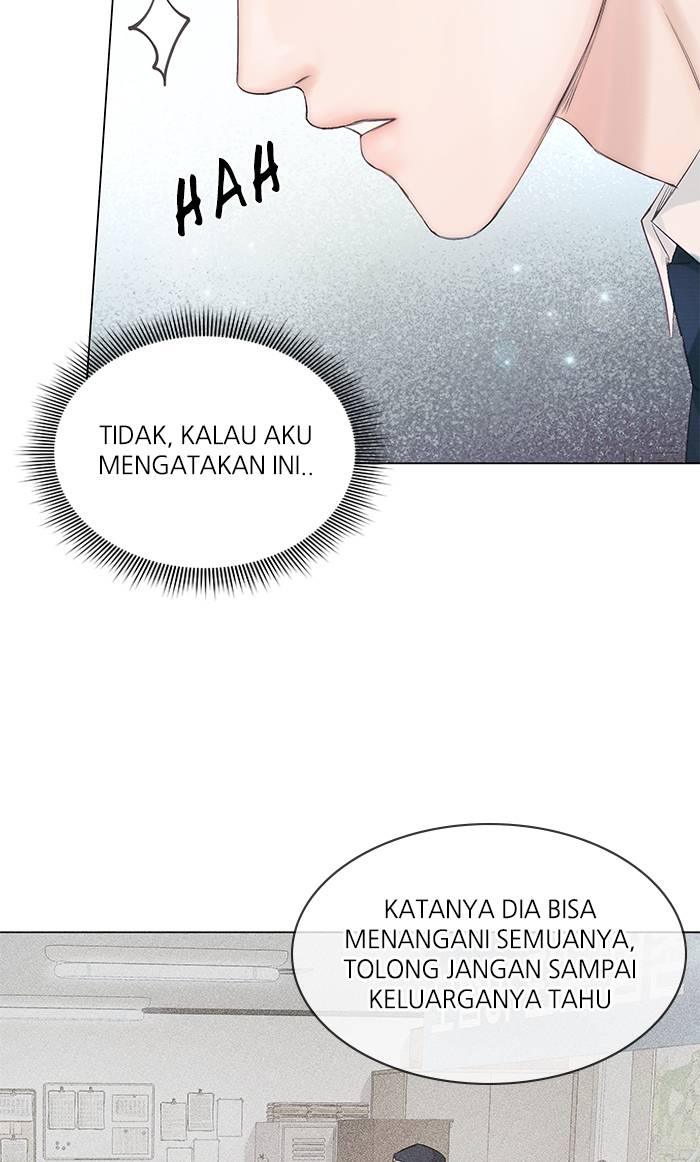 HAH
TIDAK, KALAU AKU
MENGATAKAN INI..
KATANYA DIA BISA
MENANGANI SEMUANYA,
TOLONG JANGAN SAMPAI
KELUARGANYA TAHU